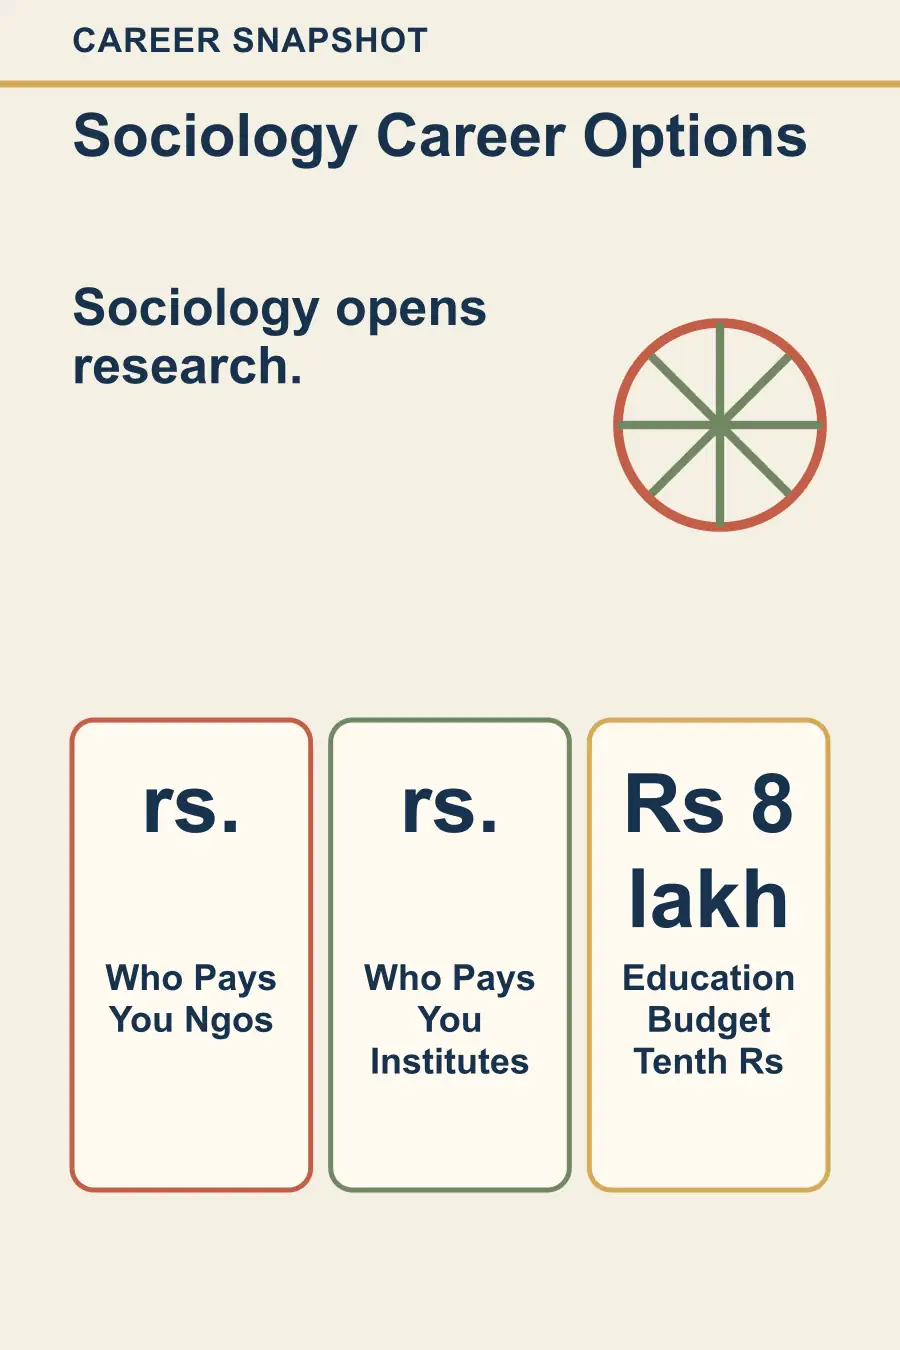 CAREER SNAPSHOT
Sociology Career Options
Sociology opens
research.
rs.
Who Pays
You Ngos
rs.
Who Pays
You
Institutes
Rs 8
lakh
Education
Budget
Tenth Rs